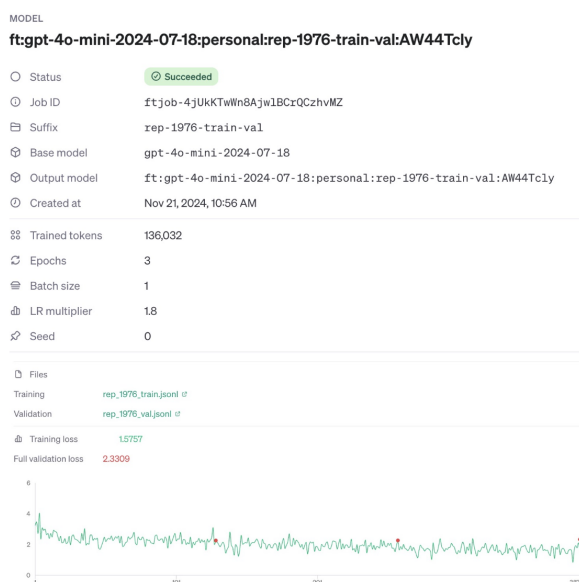 MODEL
ft:gpt-4o-mini-2024-07-18:personal:rep-1976-train-val:AW44Tcly
Status Succeeded
Job ID ftjob-4jUkKTwWn8AjwlBCrQCzhvMZ
Suffix rep-1976-train-val
Base model gpt-4o-mini-2024-07-18
Output model ft:gpt-4o-mini-2024-07-18:personal:rep-1976-train-val:AW44Tcly
Created at Nov 21, 2024, 10:56 AM
Trained tokens 136,032
Epochs 3
Batch size 1
LR multiplier 1.8
Seed 0
Files
Training rep_1976_train.jsonl
Validation rep_1976_val.jsonl
Training loss 1.5757
Full validation loss 2.3309
6
4
2
0